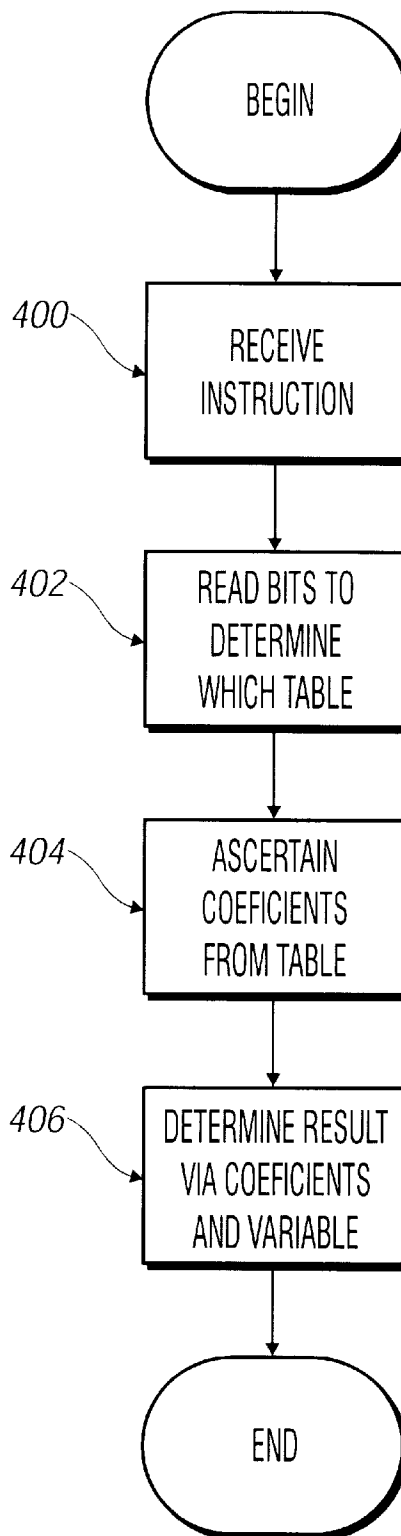 BEGIN
400
RECEIVE
INSTRUCTION
402
READ BITS TO
DETERMINE
WHICH TABLE
404
ASCERTAIN
COEFICIENTS
FROM TABLE
406
DETERMINE RESULT
VIA COEFICIENTS
AND VARIABLE
END